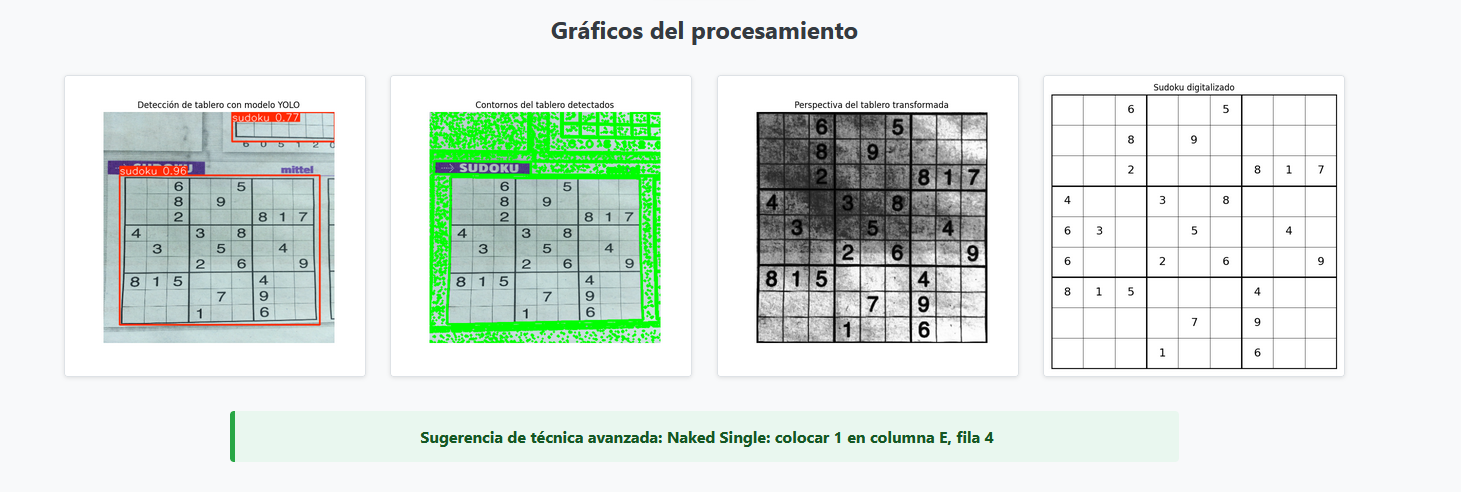 Gráficos del procesamiento
Detección de tablero con modelo YOLO
sudoku 0.77
6 0 5 1 2 0
SUDOKU
mittel
sudoku 0.96
6 5
8 9
2 8 1 7
4 3 8
3 5 4
2 6 9
8 1 5 4
7 9
1 6
Contornos del tablero detectados
→ SUDOKU
6 5
8 9
2 8 1 7
4 3 8
3 5 4
2 6 9
8 1 5 4
7 9
1 6
Perspectiva del tablero transformada
6 5
8 9
2 8 1 7
4 3 8
3 5 4
2 6 9
8 1 5 4
7 9
1 6
Sudoku digitalizado
6 5
8 9
2 8 1 7
4 3 8
6 3 5 4
6 2 6 9
8 1 5 4
7 9
1 6
Sugerencia de técnica avanzada: Naked Single: colocar 1 en columna E, fila 4